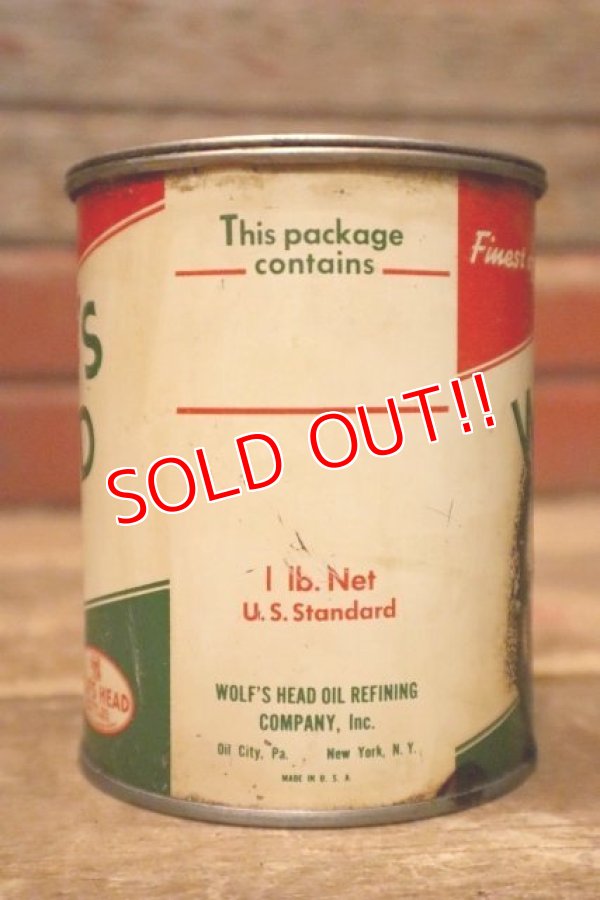 This package
contains
Finest
'S
SOLD OUT!!
1 lb. Net
U.S. Standard
HEAD
WOLF'S HEAD OIL REFINING
COMPANY, Inc.
Oil City, Pa. New York, N.Y.
MADE IN U.S.A.